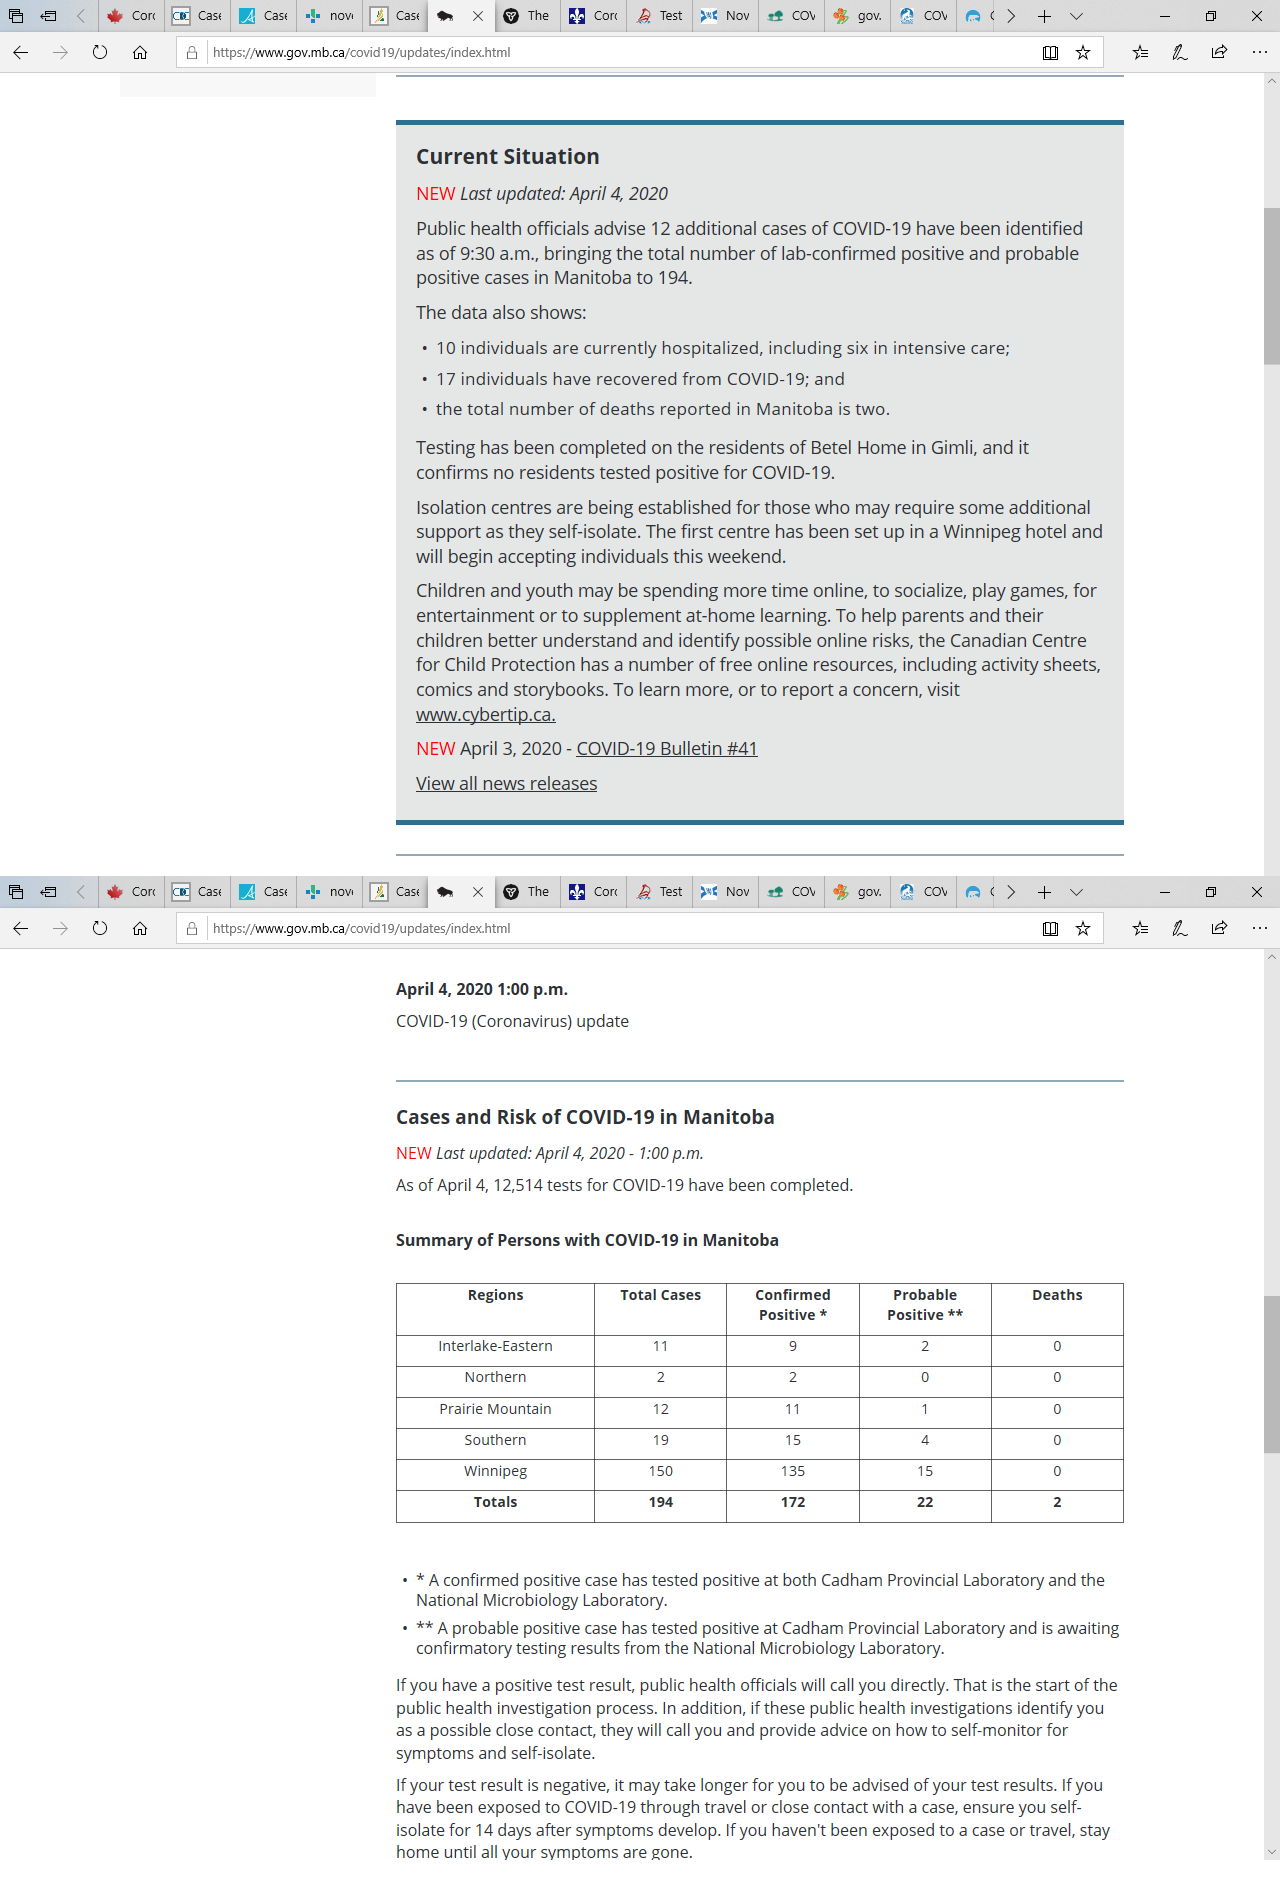 Cord Case Case nov Case The Cord Test Nov COV gov. COV
https://www.gov.mb.ca/covid19/updates/index.html
Current Situation
NEW Last updated: April 4, 2020
Public health officials advise 12 additional cases of COVID-19 have been identified
as of 9:30 a.m., bringing the total number of lab-confirmed positive and probable
positive cases in Manitoba to 194.
The data also shows:
• 10 individuals are currently hospitalized, including six in intensive care;
• 17 individuals have recovered from COVID-19; and
• the total number of deaths reported in Manitoba is two.
Testing has been completed on the residents of Betel Home in Gimli, and it
confirms no residents tested positive for COVID-19.
Isolation centres are being established for those who may require some additional
support as they self-isolate. The first centre has been set up in a Winnipeg hotel and
will begin accepting individuals this weekend.
Children and youth may be spending more time online, to socialize, play games, for
entertainment or to supplement at-home learning. To help parents and their
children better understand and identify possible online risks, the Canadian Centre
for Child Protection has a number of free online resources, including activity sheets,
comics and storybooks. To learn more, or to report a concern, visit
www.cybertip.ca.
NEW April 3, 2020 - COVID-19 Bulletin #41
View all news releases
Cord Case Case nov Case The Cord Test Nov COV gov. COV
https://www.gov.mb.ca/covid19/updates/index.html
April 4, 2020 1:00 p.m.
COVID-19 (Coronavirus) update
Cases and Risk of COVID-19 in Manitoba
NEW Last updated: April 4, 2020 - 1:00 p.m.
As of April 4, 12,514 tests for COVID-19 have been completed.
Summary of Persons with COVID-19 in Manitoba
Regions Total Cases Confirmed Probable Deaths
Positive * Positive **
Interlake-Eastern 11 9 2 0
Northern 2 2 0 0
Prairie Mountain 12 11 1 0
Southern 19 15 4 0
Winnipeg 150 135 15 0
Totals 194 172 22 2
• * A confirmed positive case has tested positive at both Cadham Provincial Laboratory and the
National Microbiology Laboratory.
• ** A probable positive case has tested positive at Cadham Provincial Laboratory and is awaiting
confirmatory testing results from the National Microbiology Laboratory.
If you have a positive test result, public health officials will call you directly. That is the start of the
public health investigation process. In addition, if these public health investigations identify you
as a possible close contact, they will call you and provide advice on how to self-monitor for
symptoms and self-isolate.
If your test result is negative, it may take longer for you to be advised of your test results. If you
have been exposed to COVID-19 through travel or close contact with a case, ensure you self-
isolate for 14 days after symptoms develop. If you haven't been exposed to a case or travel, stay
home until all your symptoms are gone.